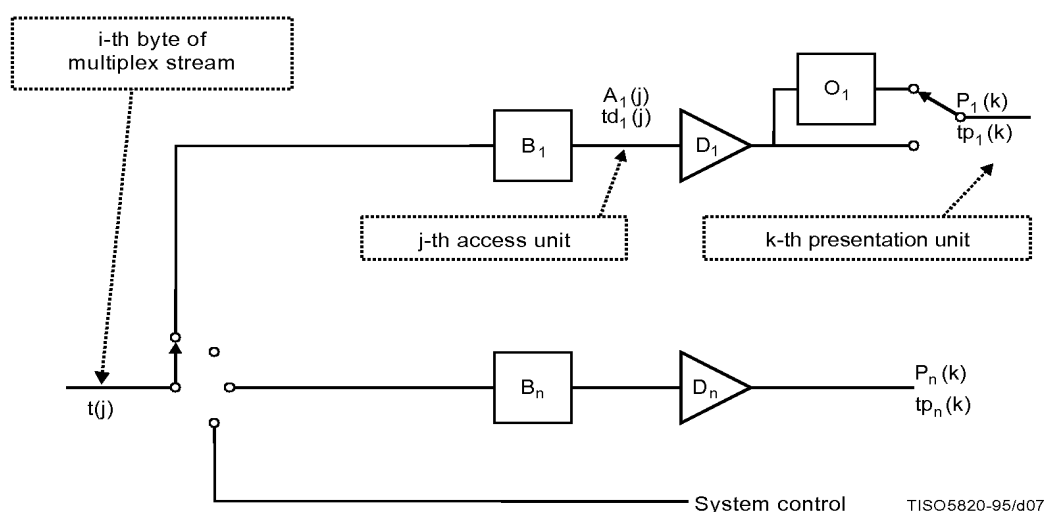 i-th byte of
multiplex stream
O₁
A₁(j)
td₁(j)
P₁(k)
tp₁(k)
B₁
D₁
j-th access unit
k-th presentation unit
t(j)
Bₙ
Dₙ
Pₙ(k)
tpₙ(k)
System control
TISO5820-95/d07